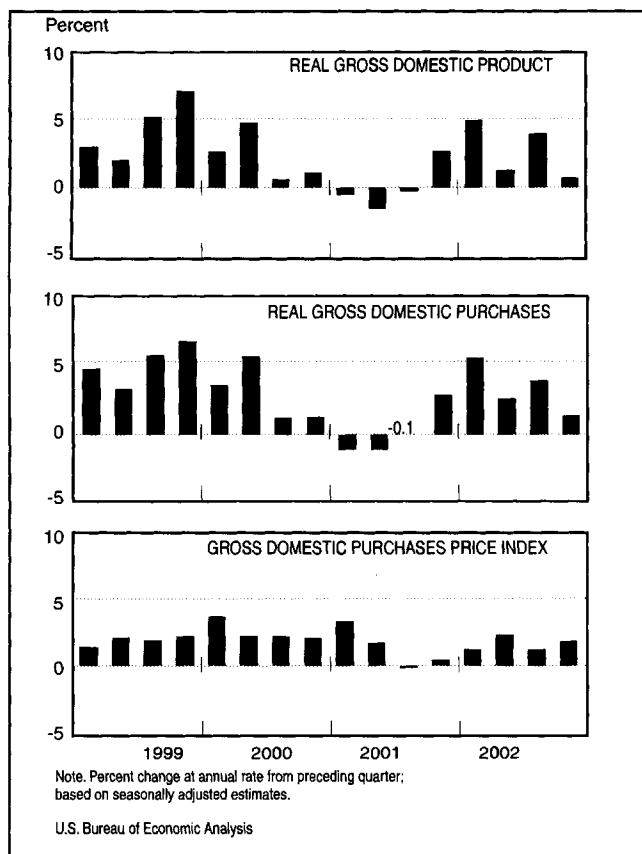 Percent
10
REAL GROSS DOMESTIC PRODUCT
5
0
-5
10
REAL GROSS DOMESTIC PURCHASES
5
0
-0.1
-5
10
GROSS DOMESTIC PURCHASES PRICE INDEX
5
0
-5
1999 2000 2001 2002
Note. Percent change at annual rate from preceding quarter;
based on seasonally adjusted estimates.
U.S. Bureau of Economic Analysis